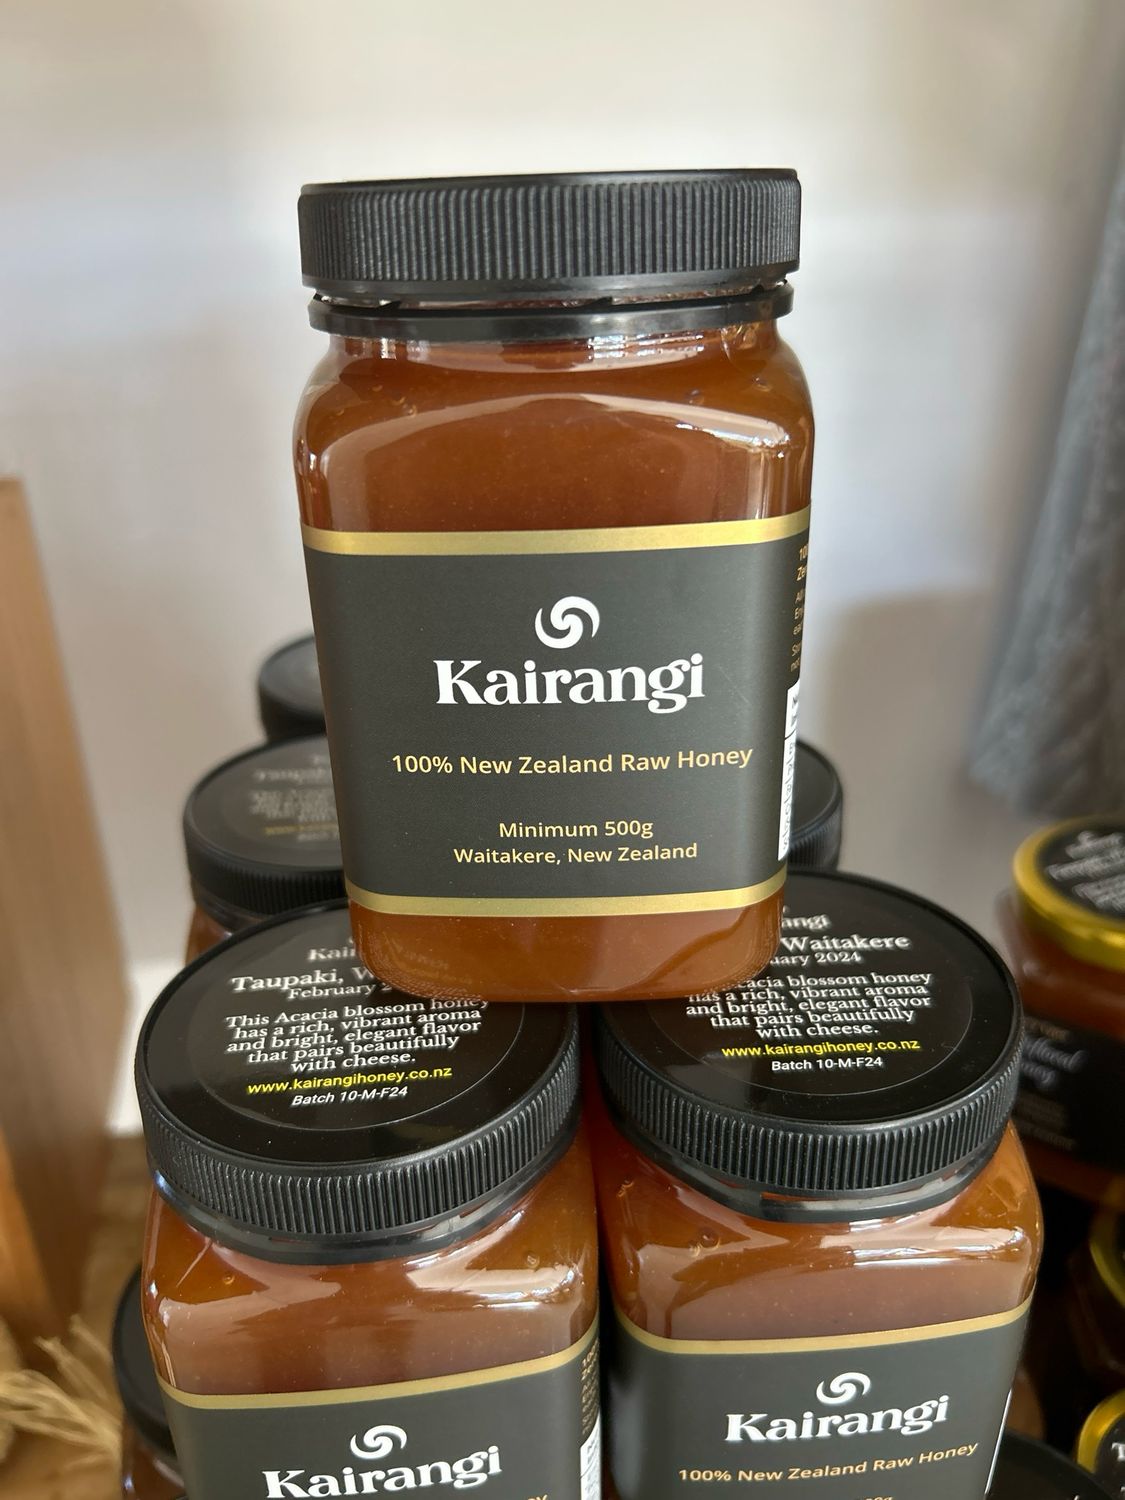 Kairangi
100% New Zealand Raw Honey
Minimum 500g
Waitakere, New Zealand
Taupaki,
February
This Acacia blossom honey
has a rich, vibrant aroma
and bright, elegant flavor
that pairs beautifully
with cheese.
www.kairangihoney.co.nz
Batch 10-M-F24
Waitakere
2024
Acacia blossom honey
has a rich, vibrant aroma
and bright, elegant flavor
that pairs beautifully
with cheese.
www.kairangihoney.co.nz
Batch 10-M-F24
Kairangi
Kairangi
100% New Zealand Raw Honey